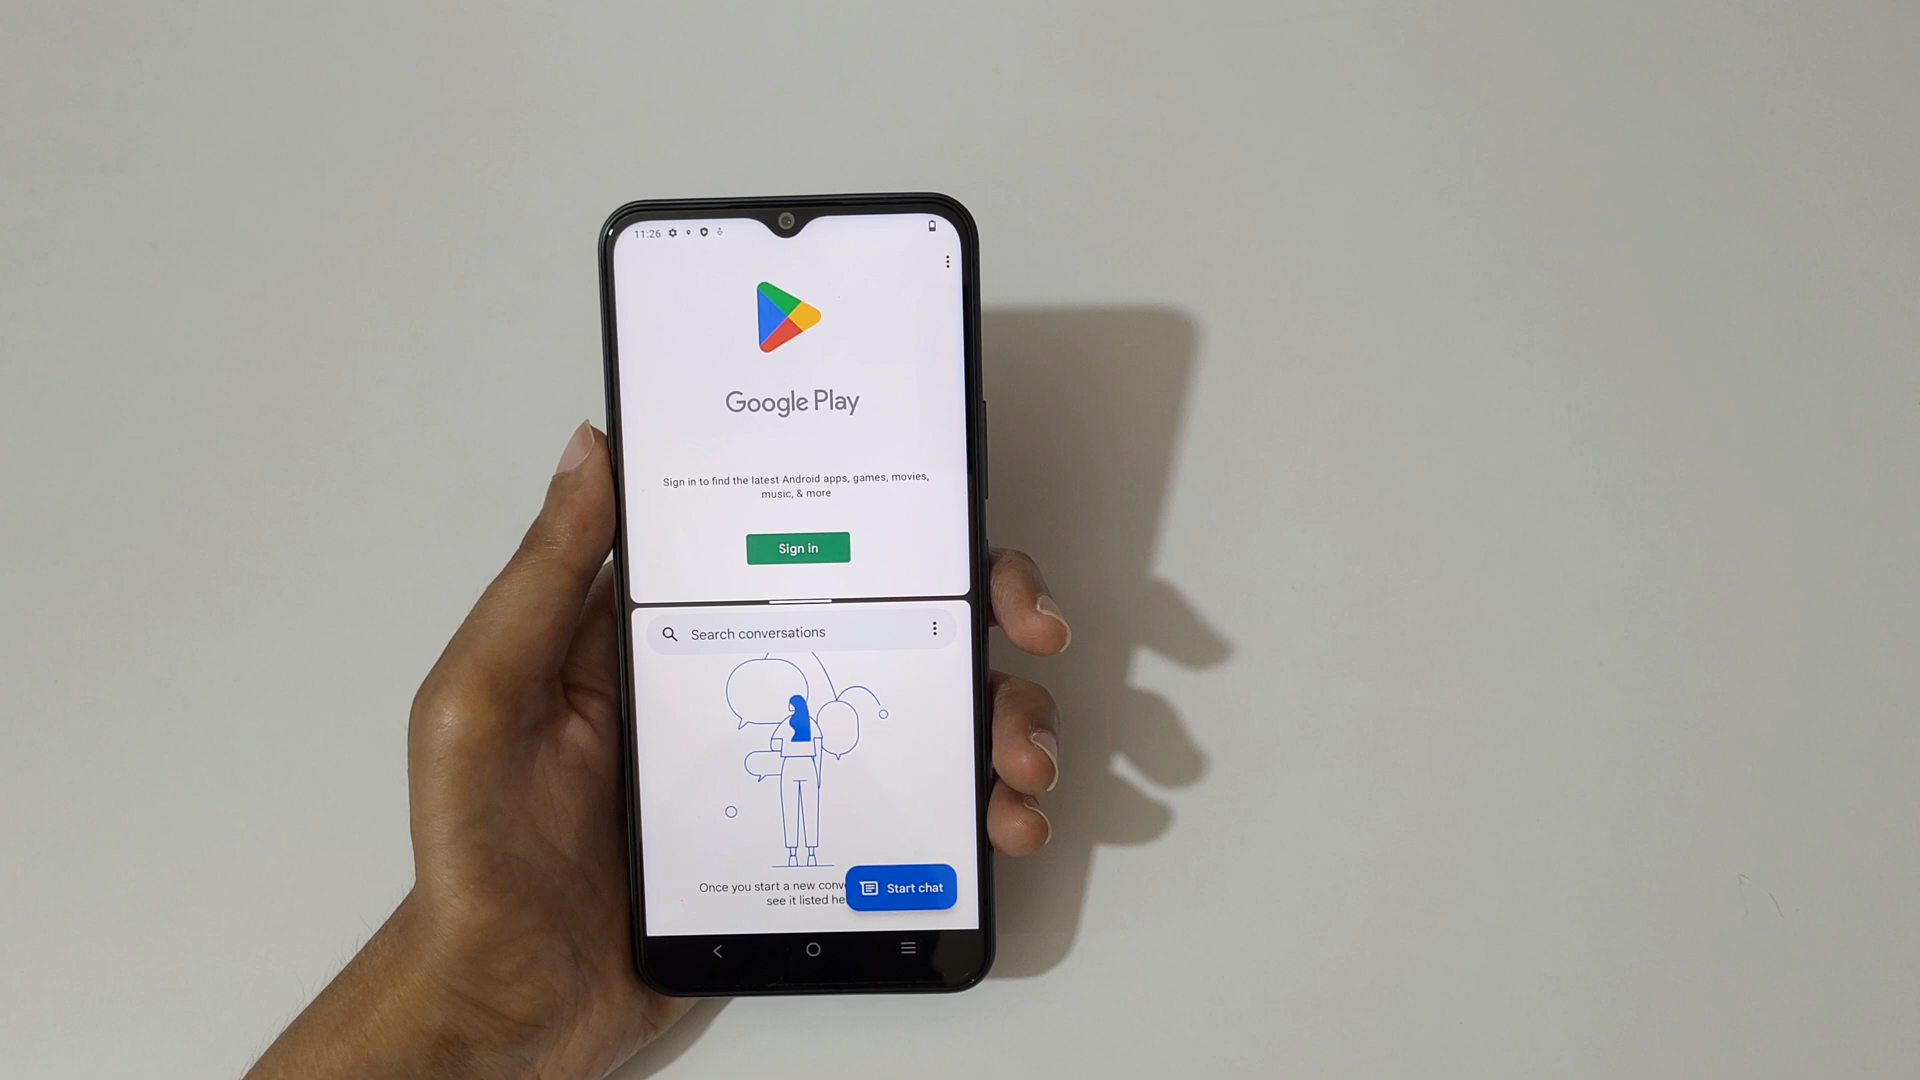 11:26
Google Play
Sign in to find the latest Android apps, games, movies,
music, & more
Sign in
Search conversations
Once you start a new conv
see it listed he
Start chat